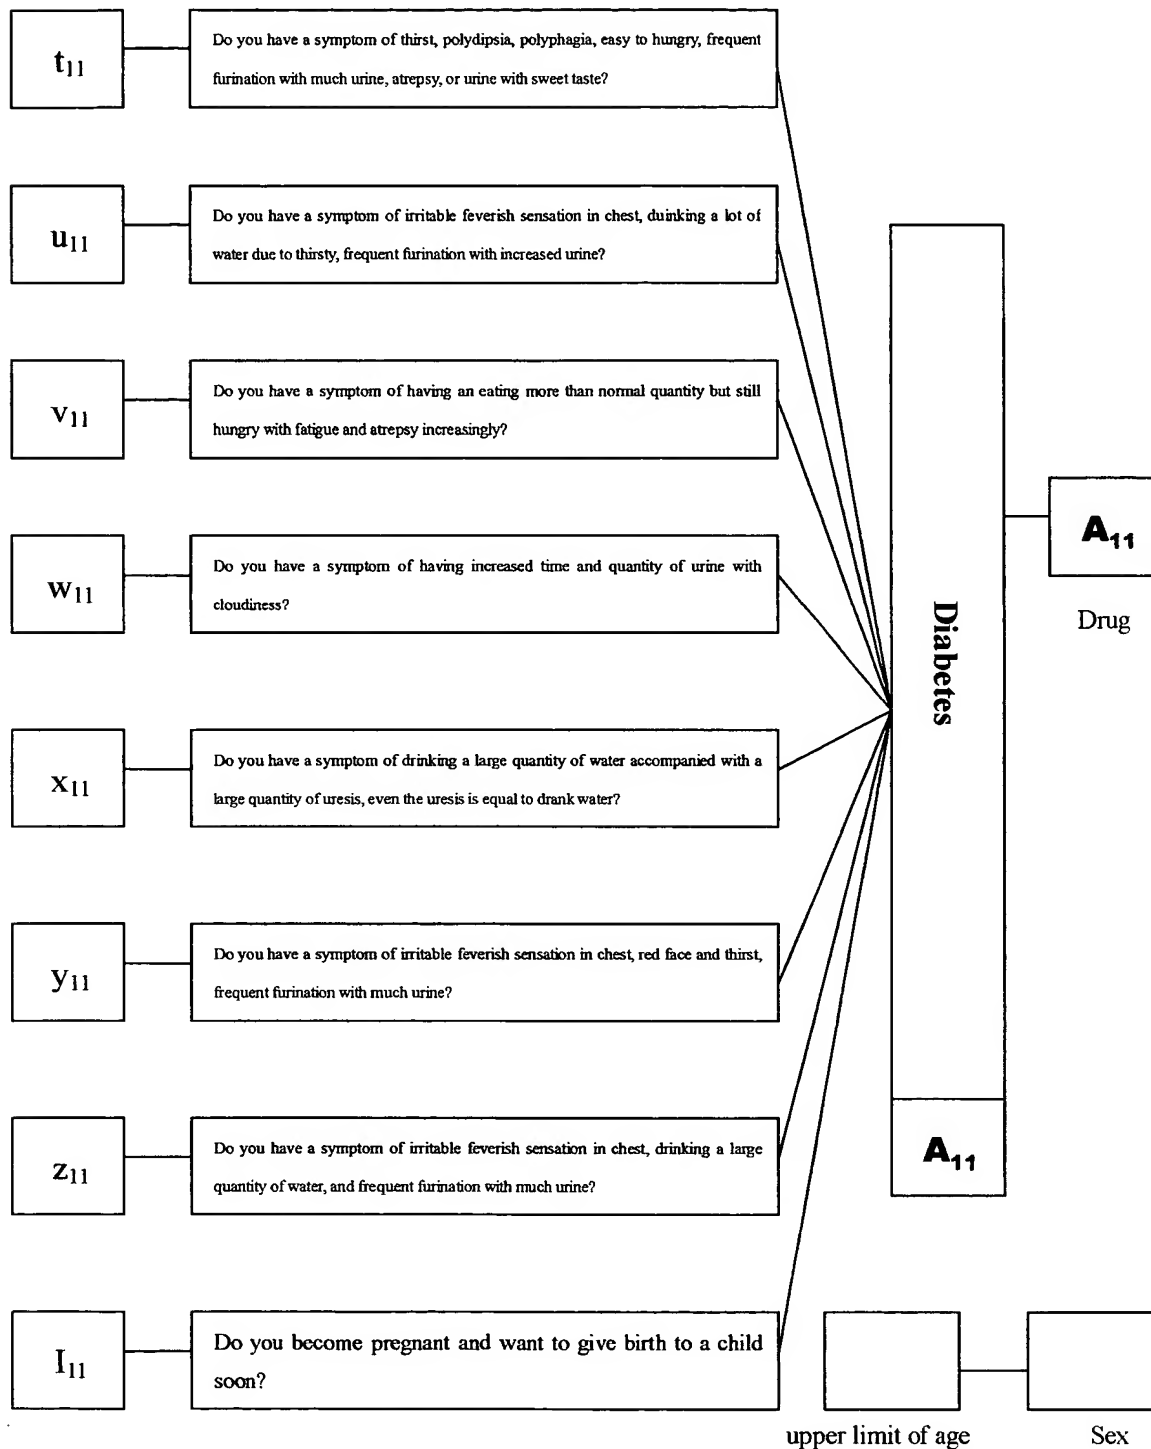 t11
Do you have a symptom of thirst, polydipsia, polyphagia, easy to hungry, frequent
furination with much urine, atrepsy, or urine with sweet taste?
u11
Do you have a symptom of irritable feverish sensation in chest, duinking a lot of
water due to thirsty, frequent furination with increased urine?
v11
Do you have a symptom of having an eating more than normal quantity but still
hungry with fatigue and atrepsy increasingly?
w11
Do you have a symptom of having increased time and quantity of urine with
cloudiness?
x11
Do you have a symptom of drinking a large quantity of water accompanied with a
large quantity of uresis, even the uresis is equal to drank water?
y11
Do you have a symptom of irritable feverish sensation in chest, red face and thirst,
frequent furination with much urine?
z11
Do you have a symptom of irritable feverish sensation in chest, drinking a large
quantity of water, and frequent furination with much urine?
I11
Do you become pregnant and want to give birth to a child
soon?
Diabetes
A11
A11
Drug
upper limit of age
Sex